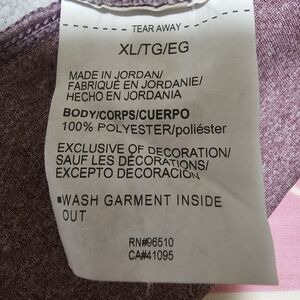 TEAR AWAY
XL/TG/EG
MADE IN JORDAN/
FABRIQUÉ EN JORDANIE/
HECHO EN JORDANIA
BODY/CORPS/CUERPO
100% POLYESTER/poliéster
EXCLUSIVE OF DECORATION/
SAUF LES DÉCORATIONS/
EXCEPTO DECORACIÓN
▪WASH GARMENT INSIDE
OUT
RN#96510
CA#41095